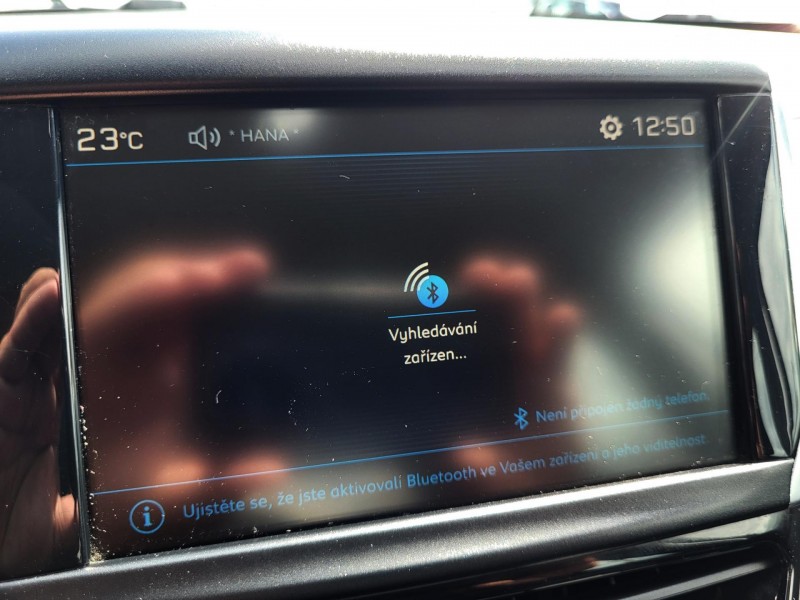 23°C
* HANA *
12:50
Vyhledávání
zařízen...
Není připojen žádný telefon.
Ujistěte se, že jste aktivovali Bluetooth ve Vašem zařízení a jeho viditelnost